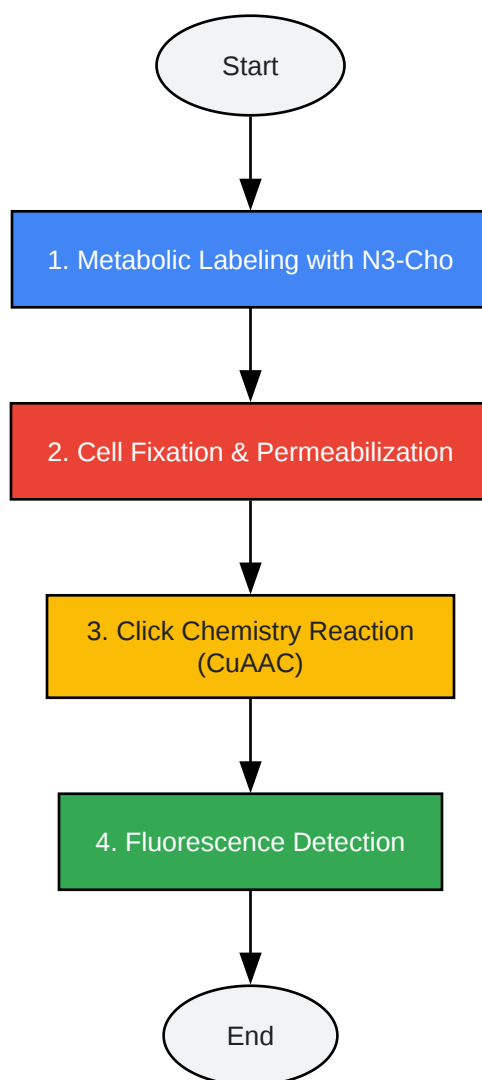 Start
1. Metabolic Labeling with N3-Cho
2. Cell Fixation & Permeabilization
3. Click Chemistry Reaction
(CuAAC)
4. Fluorescence Detection
End